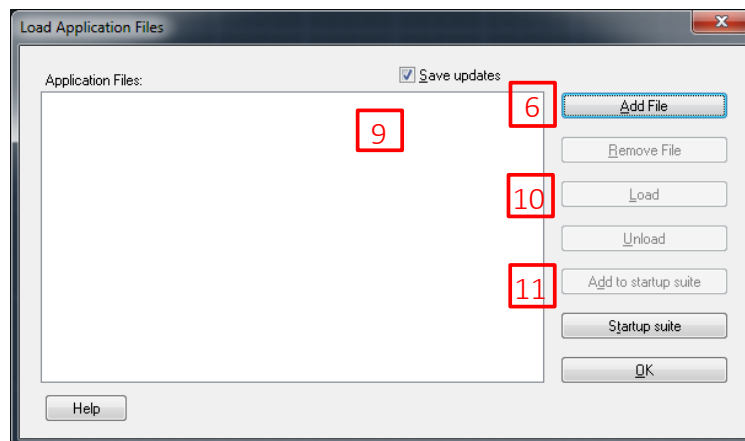 Load Application Files
Application Files:
Save updates
9
6
Add File
Remove File
10
Load
Unload
11
Add to startup suite
Startup suite
OK
Help